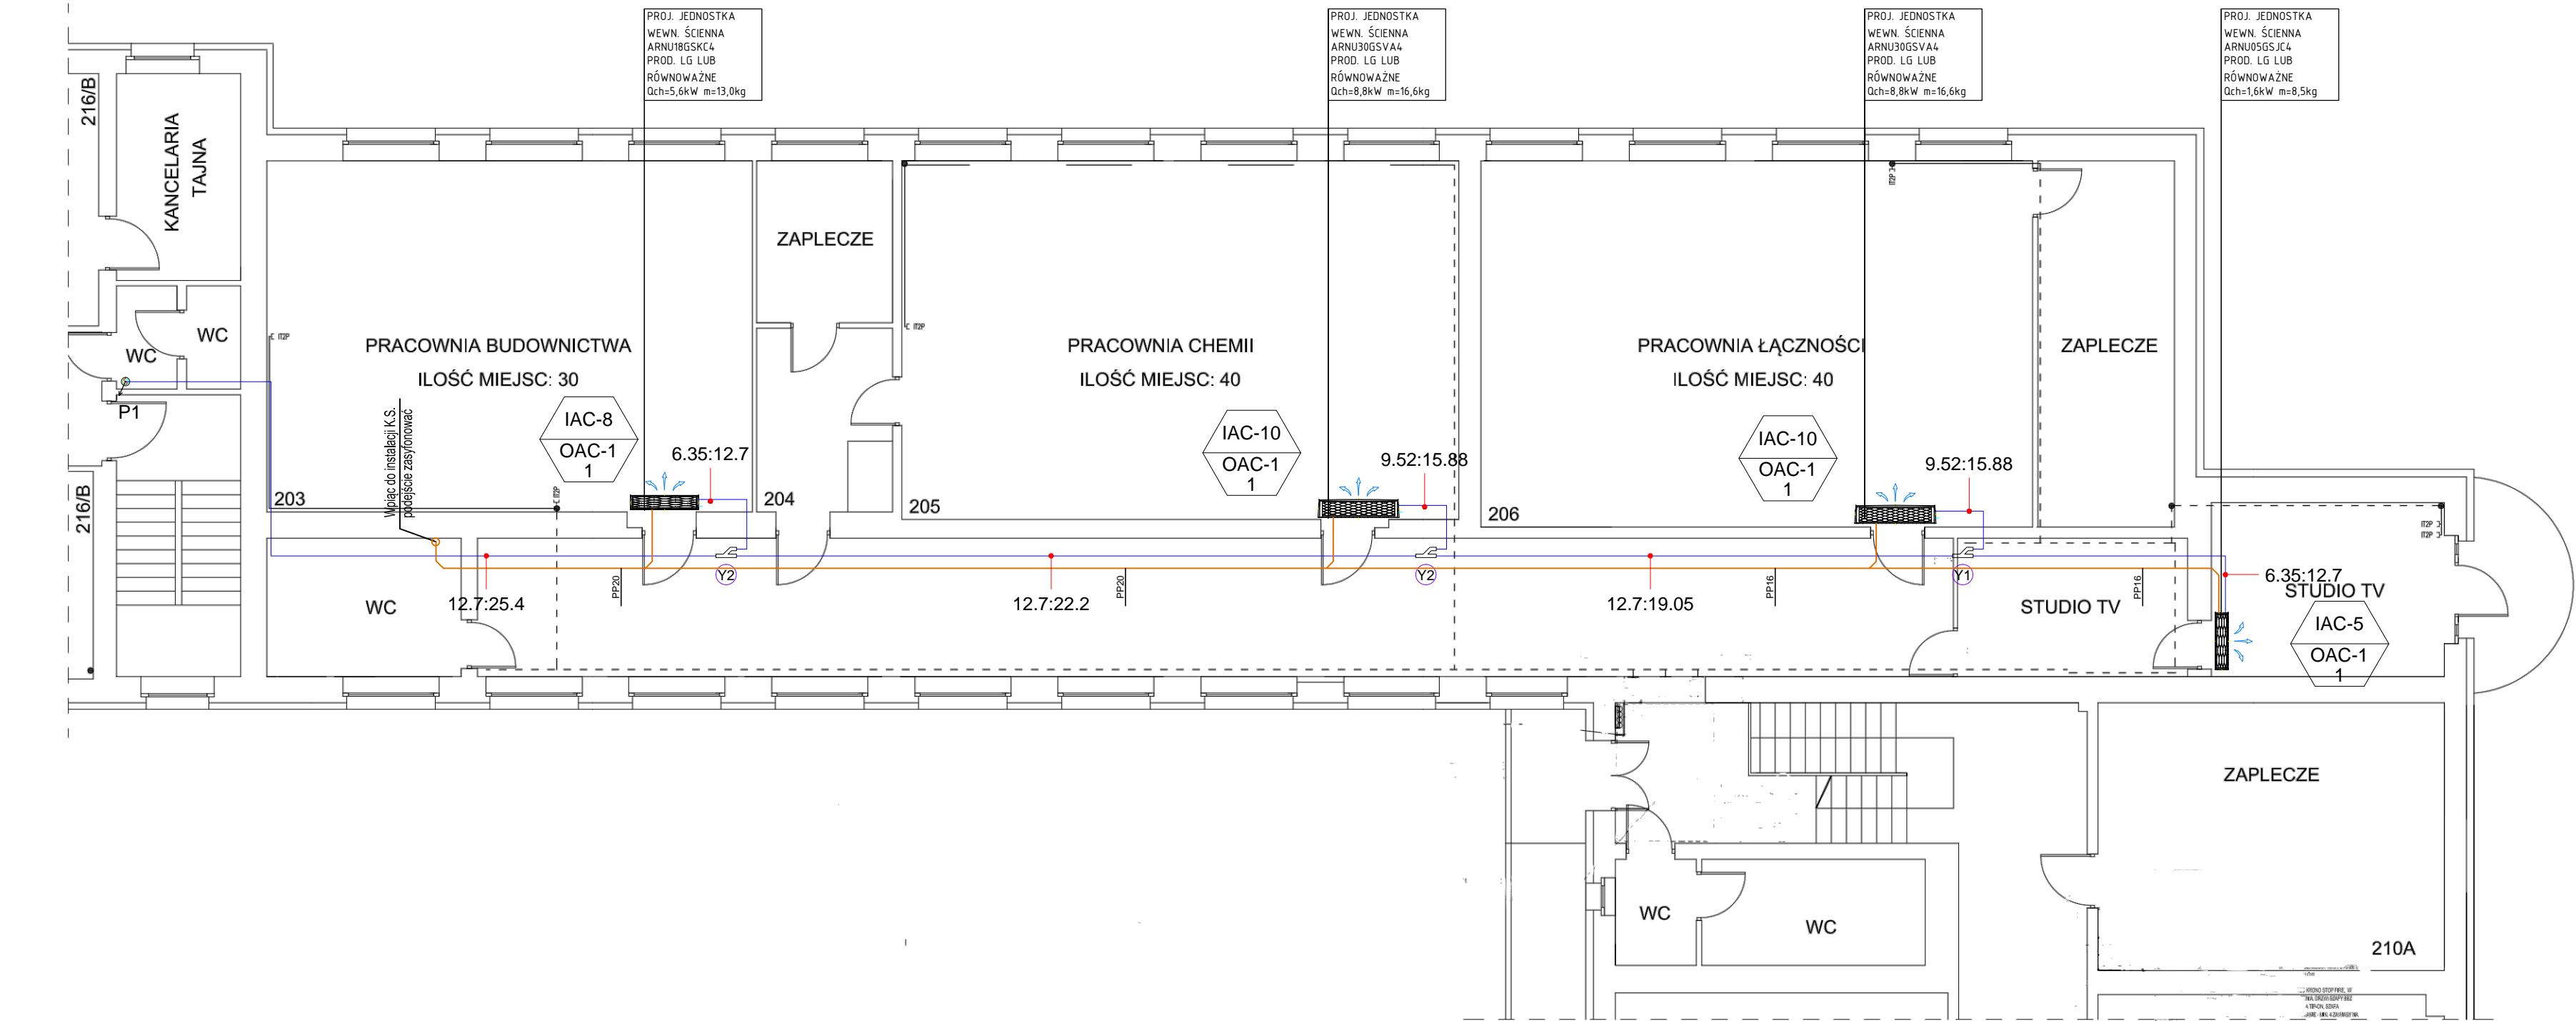 PROJ. JEDNOSTKA
WEWN. ŚCIENNA
ARNU18GSKC4
PROD. LG LUB
RÓWNOWAŻNE
Qch=5,6kW m=13,0kg
PROJ. JEDNOSTKA
WEWN. ŚCIENNA
ARNU30GSVA4
PROD. LG LUB
RÓWNOWAŻNE
Qch=8,8kW m=16,6kg
PROJ. JEDNOSTKA
WEWN. ŚCIENNA
ARNU30GSVA4
PROD. LG LUB
RÓWNOWAŻNE
Qch=8,8kW m=16,6kg
PROJ. JEDNOSTKA
WEWN. ŚCIENNA
ARNU05GSJC4
PROD. LG LUB
RÓWNOWAŻNE
Qch=1,6kW m=8,5kg
216/B
KANCELARIA
TAJNA
WC
WC
P1
216/B
PRACOWNIA BUDOWNICTWA
ILOŚĆ MIEJSC: 30
IT2P
Wpiąc do instalacji K.S.
podejście zasyfonować
IAC-8
OAC-1
1
6.35:12.7
203
IT2P
ZAPLECZE
204
IT2P
PRACOWNIA CHEMII
ILOŚĆ MIEJSC: 40
IAC-10
OAC-1
1
9.52:15.88
205
IT2P
PRACOWNIA ŁĄCZNOŚCI
ILOŚĆ MIEJSC: 40
IAC-10
OAC-1
1
9.52:15.88
206
ZAPLECZE
IT2P
IT2P
WC
12.7:25.4
PP20
Y2
12.7:22.2
PP20
Y2
12.7:19.05
PP16
Y1
STUDIO TV
PP16
6.35:12.7
STUDIO TV
IAC-5
OAC-1
1
ZAPLECZE
210A
WC
WC